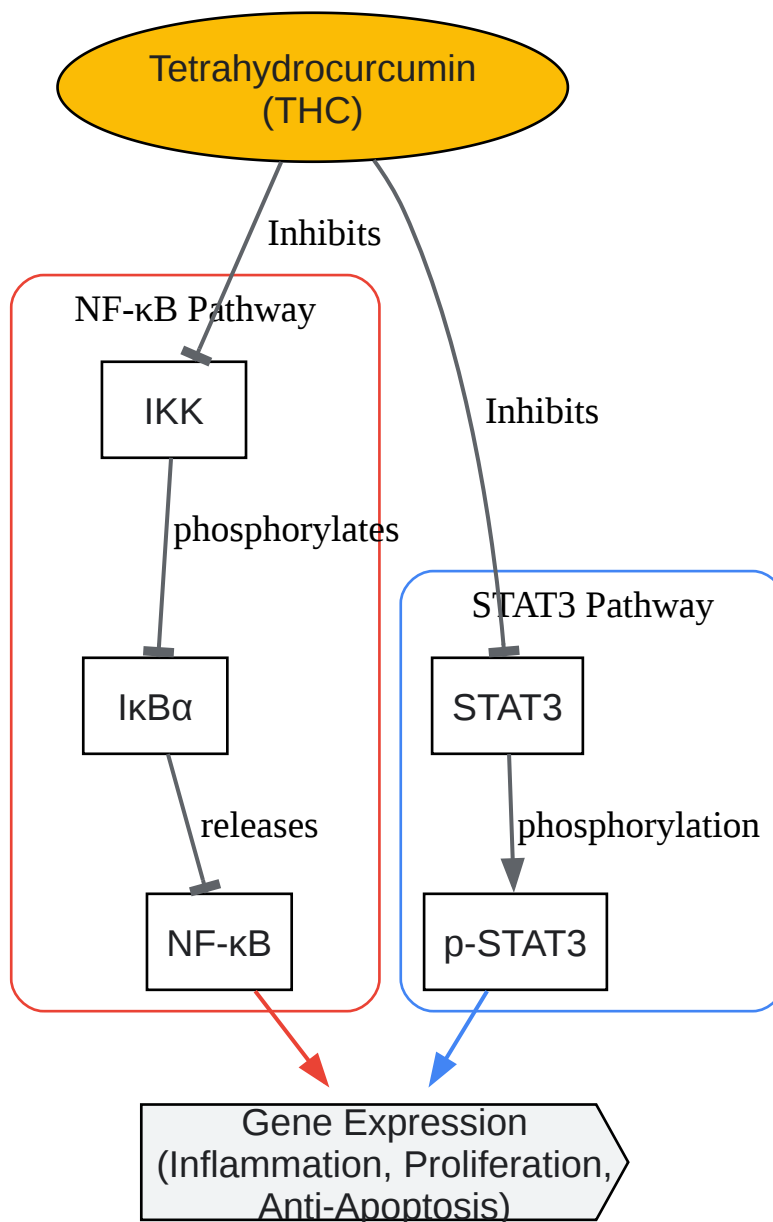 Tetrahydrocurcumin
(THC)
Inhibits
NF-κB Pathway
IKK
Inhibits
phosphorylates
STAT3 Pathway
IκBα
STAT3
releases
phosphorylation
NF-κB
p-STAT3
Gene Expression
(Inflammation, Proliferation,
Anti-Apoptosis)